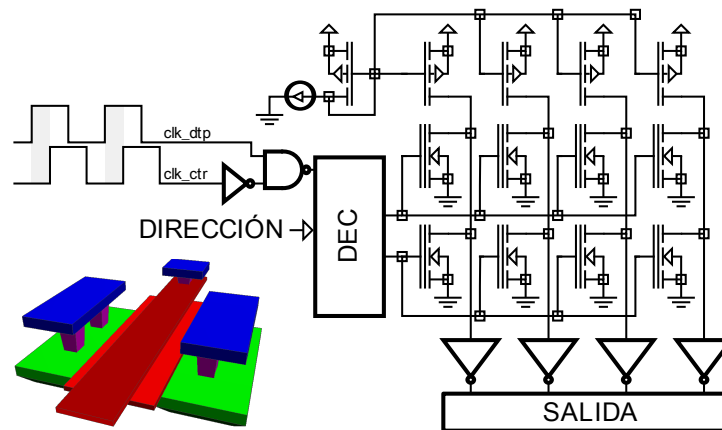 clk_dtp
clk_ctr
DIRECCIÓN
DEC
SALIDA